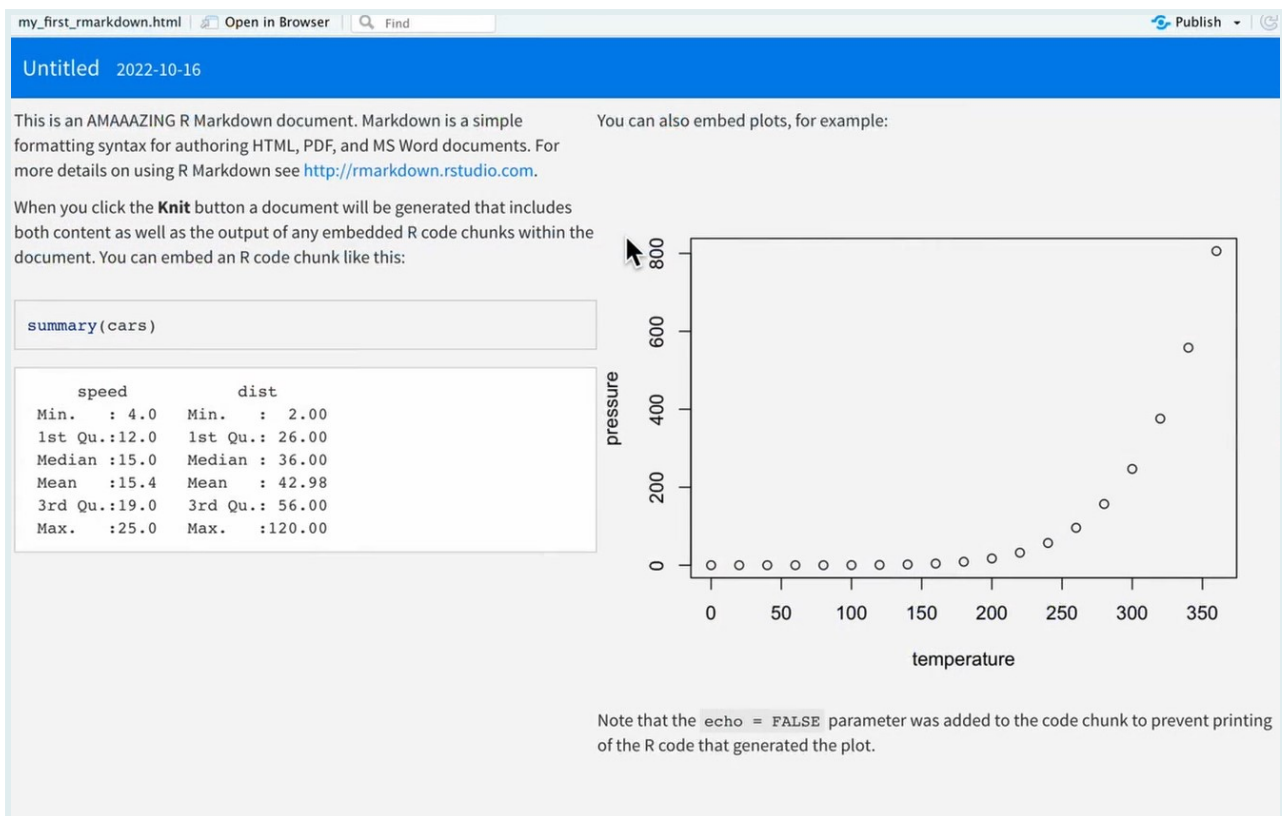 my_first_rmarkdown.html Open in Browser Find Publish
Untitled 2022-10-16
This is an AMAAAZING R Markdown document. Markdown is a simple
formatting syntax for authoring HTML, PDF, and MS Word documents. For
more details on using R Markdown see http://rmarkdown.rstudio.com.
When you click the Knit button a document will be generated that includes
both content as well as the output of any embedded R code chunks within the
document. You can embed an R code chunk like this:
summary(cars)
speed dist
Min. : 4.0 Min. : 2.00
1st Qu.:12.0 1st Qu.: 26.00
Median :15.0 Median : 36.00
Mean :15.4 Mean : 42.98
3rd Qu.:19.0 3rd Qu.: 56.00
Max. :25.0 Max. :120.00
You can also embed plots, for example:
800
600
400
200
0
pressure
0 50 100 150 200 250 300 350
temperature
Note that the echo = FALSE parameter was added to the code chunk to prevent printing
of the R code that generated the plot.